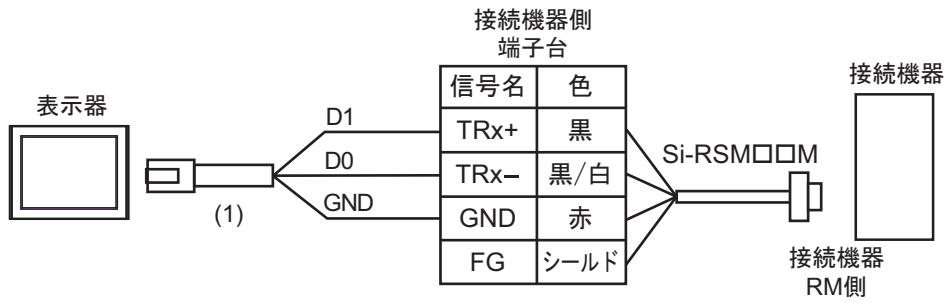 接続機器側
端子台
信号名 色
TRx+ 黒
TRx− 黒/白
GND 赤
FG シールド
表示器
D1
D0
GND
(1)
Si-RSM□□M
接続機器
接続機器
RM側